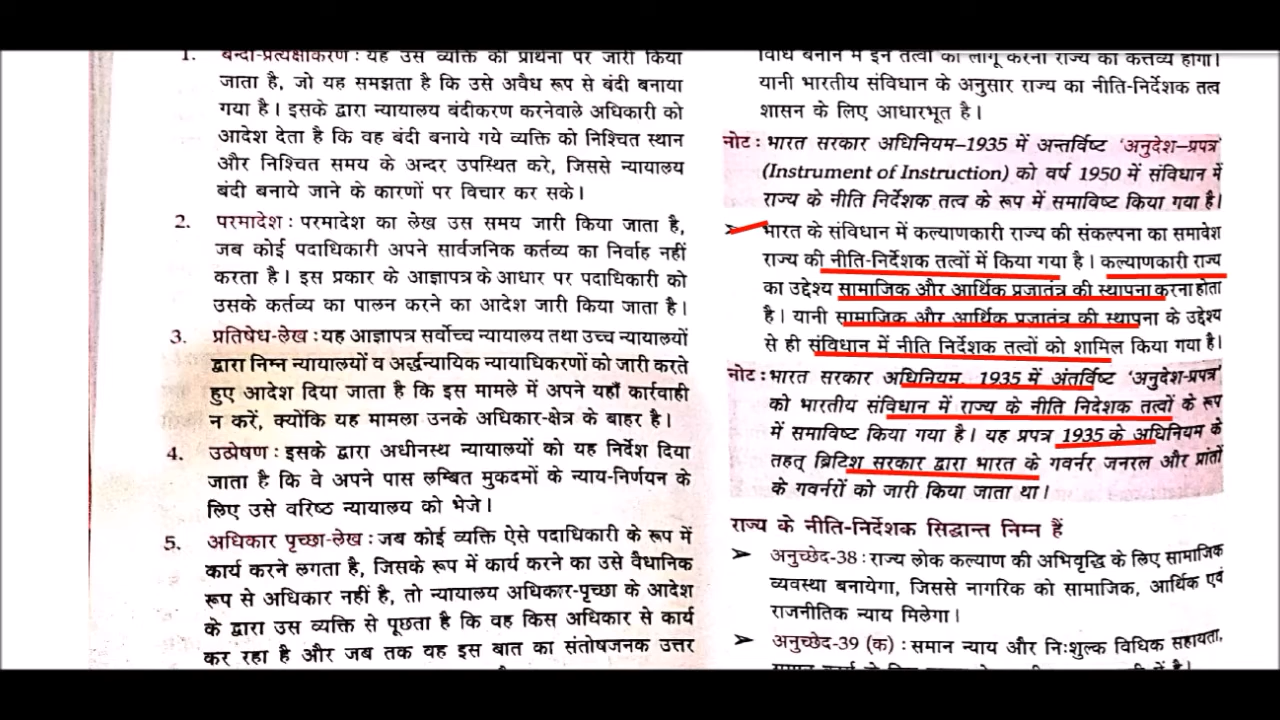 1. बन्दी-प्रत्यक्षीकरण : यह उस व्यक्ति की प्रार्थना पर जारी किया
जाता है, जो यह समझता है कि उसे अवैध रूप से बंदी बनाया
गया है। इसके द्वारा न्यायालय बंदीकरण करनेवाले अधिकारी को
आदेश देता है कि वह बंदी बनाये गये व्यक्ति को निश्चित स्थान
और निश्चित समय के अन्दर उपस्थित करे, जिससे न्यायालय
बंदी बनाये जाने के कारणों पर विचार कर सके।
2. परमादेश : परमादेश का लेख उस समय जारी किया जाता है,
जब कोई पदाधिकारी अपने सार्वजनिक कर्तव्य का निर्वाह नहीं
करता है। इस प्रकार के आज्ञापत्र के आधार पर पदाधिकारी को
उसके कर्तव्य का पालन करने का आदेश जारी किया जाता है।
3. प्रतिषेध-लेख : यह आज्ञापत्र सर्वोच्च न्यायालय तथा उच्च न्यायालयों
द्वारा निम्न न्यायालयों व अर्द्धन्यायिक न्यायाधिकरणों को जारी करते
हुए आदेश दिया जाता है कि इस मामले में अपने यहाँ कार्रवाही
न करें, क्योंकि यह मामला उनके अधिकार-क्षेत्र के बाहर है।
4. उत्प्रेषण : इसके द्वारा अधीनस्थ न्यायालयों को यह निर्देश दिया
जाता है कि वे अपने पास लम्बित मुकदमों के न्याय-निर्णयन के
लिए उसे वरिष्ठ न्यायालय को भेजे।
5. अधिकार पृच्छा-लेख : जब कोई व्यक्ति ऐसे पदाधिकारी के रूप में
कार्य करने लगता है, जिसके रूप में कार्य करने का उसे वैधानिक
रूप से अधिकार नहीं है, तो न्यायालय अधिकार-पृच्छा के आदेश
के द्वारा उस व्यक्ति से पूछता है कि वह किस अधिकार से कार्य
कर रहा है और जब तक वह इस बात का संतोषजनक उत्तर
विधि बनाने में इन तत्वों को लागू करना राज्य का कर्त्तव्य होगा।
यानी भारतीय संविधान के अनुसार राज्य का नीति-निर्देशक तत्व
शासन के लिए आधारभूत है।
नोट : भारत सरकार अधिनियम-1935 में अन्तर्विष्ट 'अनुदेश-प्रपत्र'
(Instrument of Instruction) को वर्ष 1950 में संविधान में
राज्य के नीति निर्देशक तत्व के रूप में समाविष्ट किया गया है।
➤ भारत के संविधान में कल्याणकारी राज्य की संकल्पना का समावेश
राज्य की नीति-निर्देशक तत्वों में किया गया है। कल्याणकारी राज्य
का उद्देश्य सामाजिक और आर्थिक प्रजातंत्र की स्थापना करना होता
है। यानी सामाजिक और आर्थिक प्रजातंत्र की स्थापना के उद्देश्य
से ही संविधान में नीति निर्देशक तत्वों को शामिल किया गया है।
नोट : भारत सरकार अधिनियम, 1935 में अंतर्विष्ट 'अनुदेश-प्रपत्र'
को भारतीय संविधान में राज्य के नीति निदेशक तत्वों के रूप
में समाविष्ट किया गया है। यह प्रपत्र 1935 के अधिनियम के
तहत् ब्रिटिश सरकार द्वारा भारत के गवर्नर जनरल और प्रांतों
के गवर्नरों को जारी किया जाता था।
राज्य के नीति-निर्देशक सिद्धान्त निम्न हैं
➤ अनुच्छेद-38 : राज्य लोक कल्याण की अभिवृद्धि के लिए सामाजिक
व्यवस्था बनायेगा, जिससे नागरिक को सामाजिक, आर्थिक एवं
राजनीतिक न्याय मिलेगा।
➤ अनुच्छेद-39 (क) : समान न्याय और निःशुल्क विधिक सहायता,